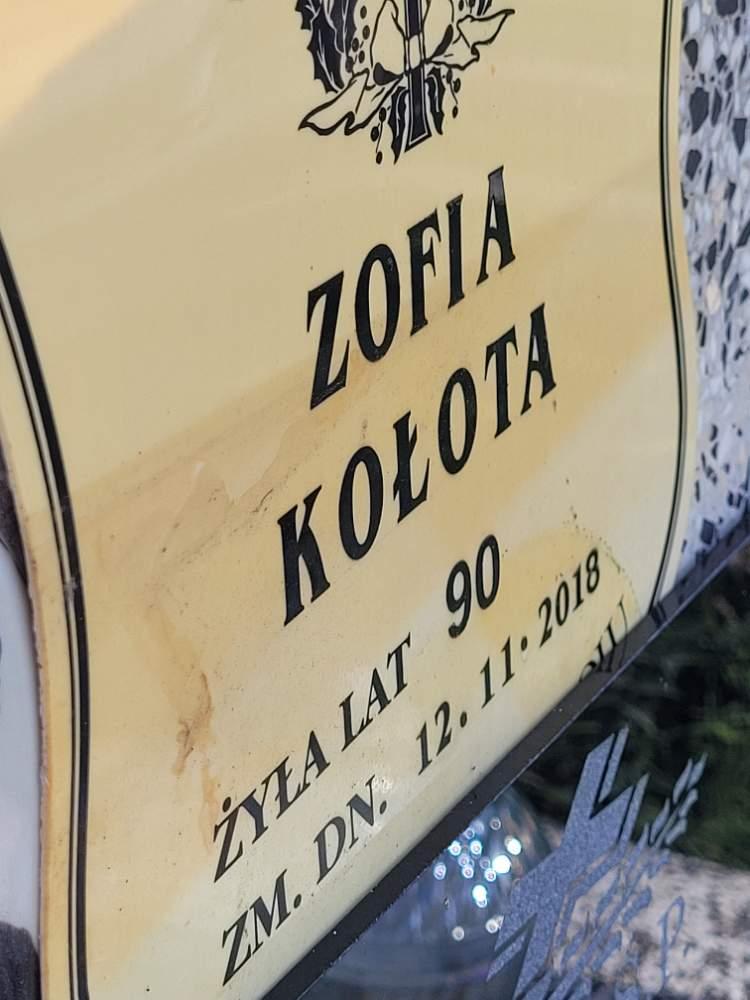 ZOFIA
KOŁOTA
ŻYŁA LAT 90
ZM. DN. 12.11.2018